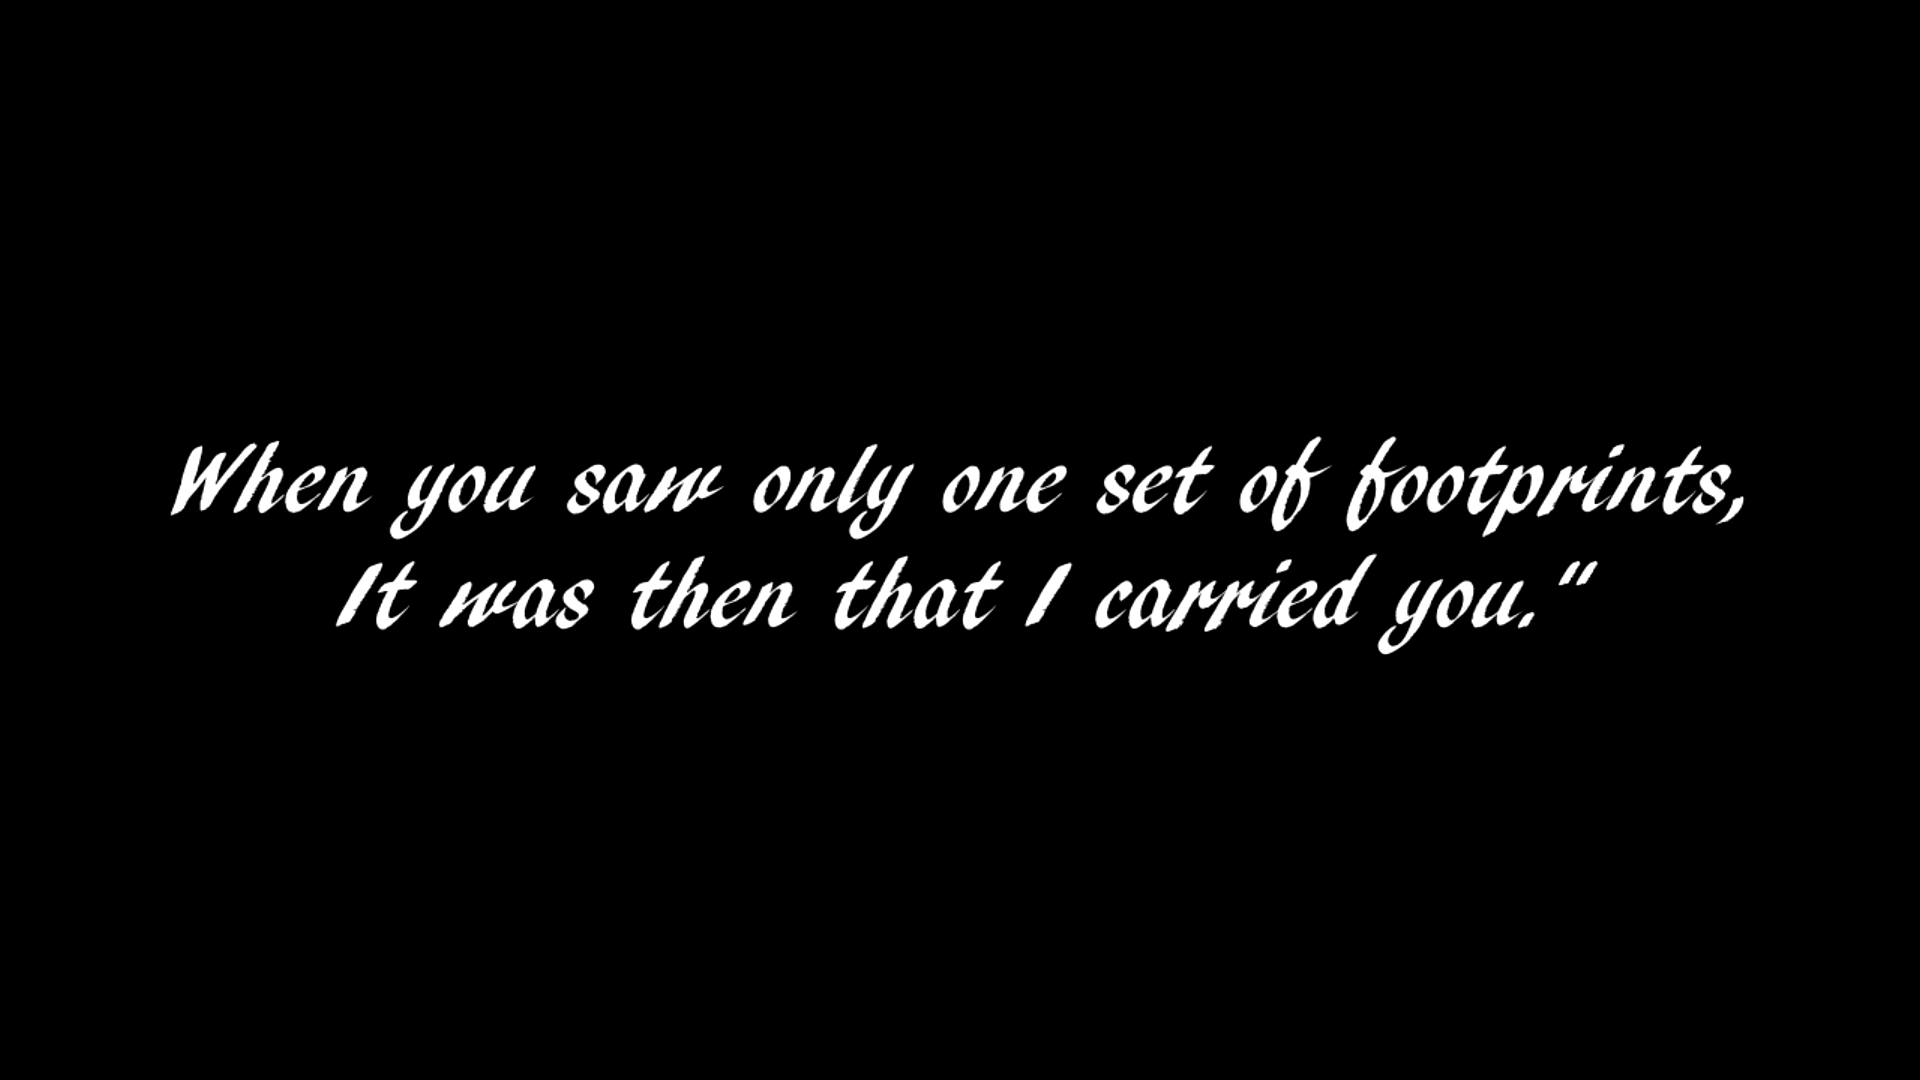 When you saw only one set of footprints,
It was then that I carried you."